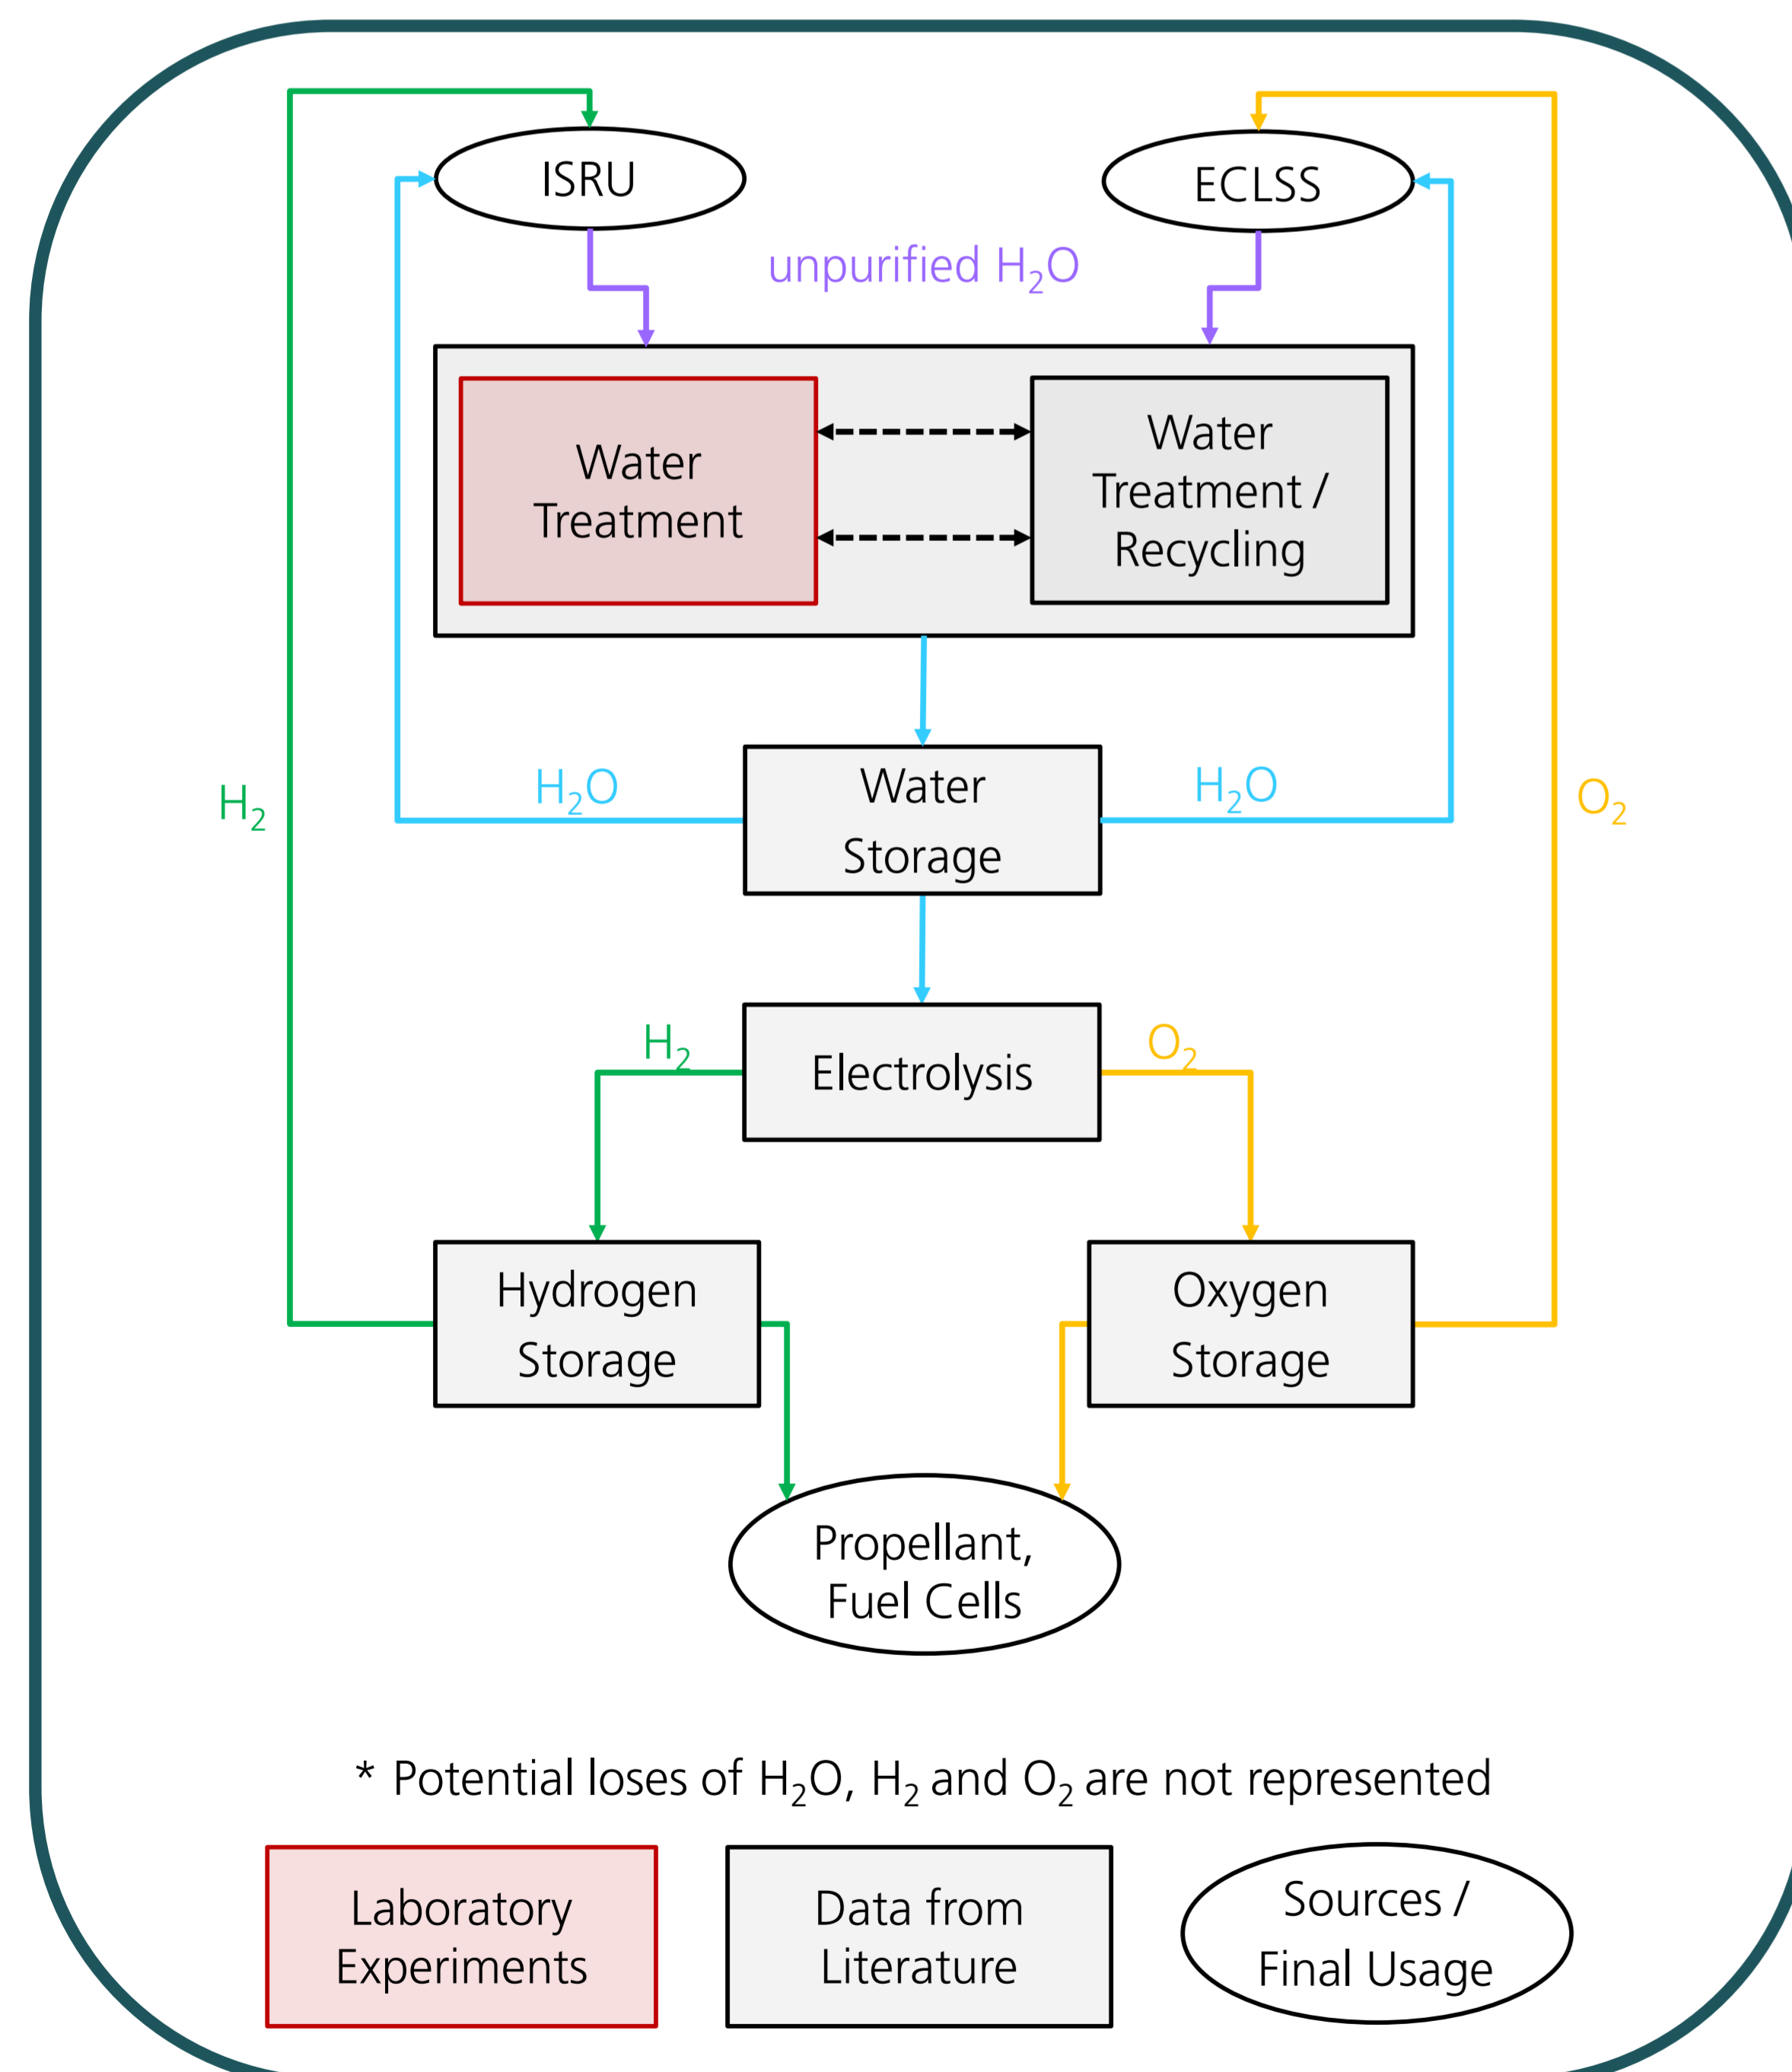 ISRU
ECLSS
unpurified H₂O
Water
Treatment
Water
Treatment /
Recycling
H₂
H₂O
Water
Storage
H₂O
O₂
H₂
Electrolysis
O₂
Hydrogen
Storage
Oxygen
Storage
Propellant,
Fuel Cells
* Potential losses of H₂O, H₂ and O₂ are not represented
Laboratory
Experiments
Data from
Literature
Sources /
Final Usage